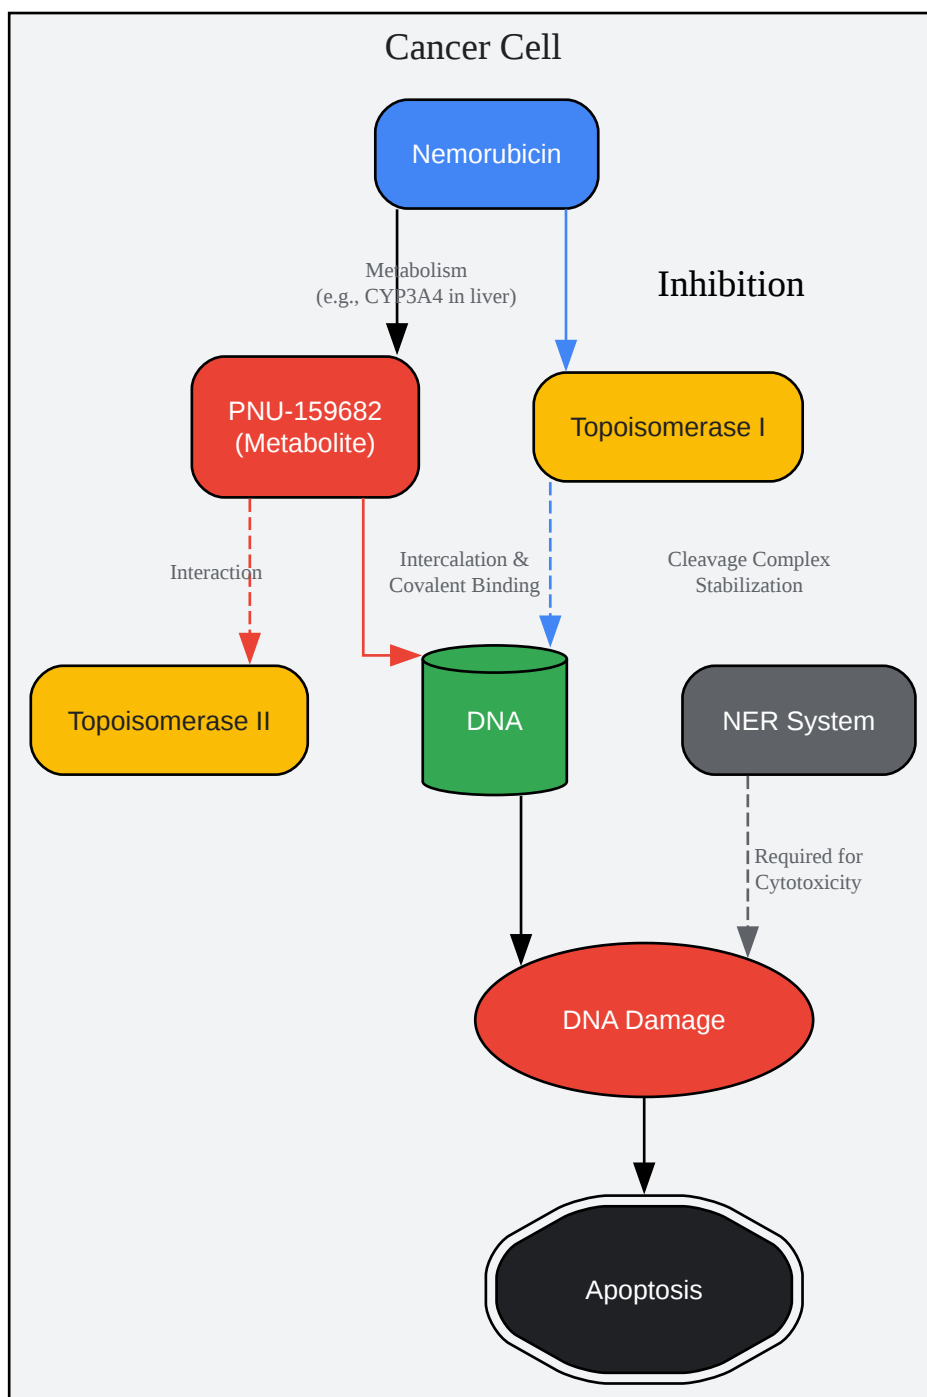 Cancer Cell
Nemorubicin
Metabolism
(e.g., CYP3A4 in liver)
Inhibition
PNU-159682
(Metabolite)
Topoisomerase I
Interaction
Intercalation &
Covalent Binding
Cleavage Complex
Stabilization
Topoisomerase II
DNA
NER System
Required for
Cytotoxicity
DNA Damage
Apoptosis